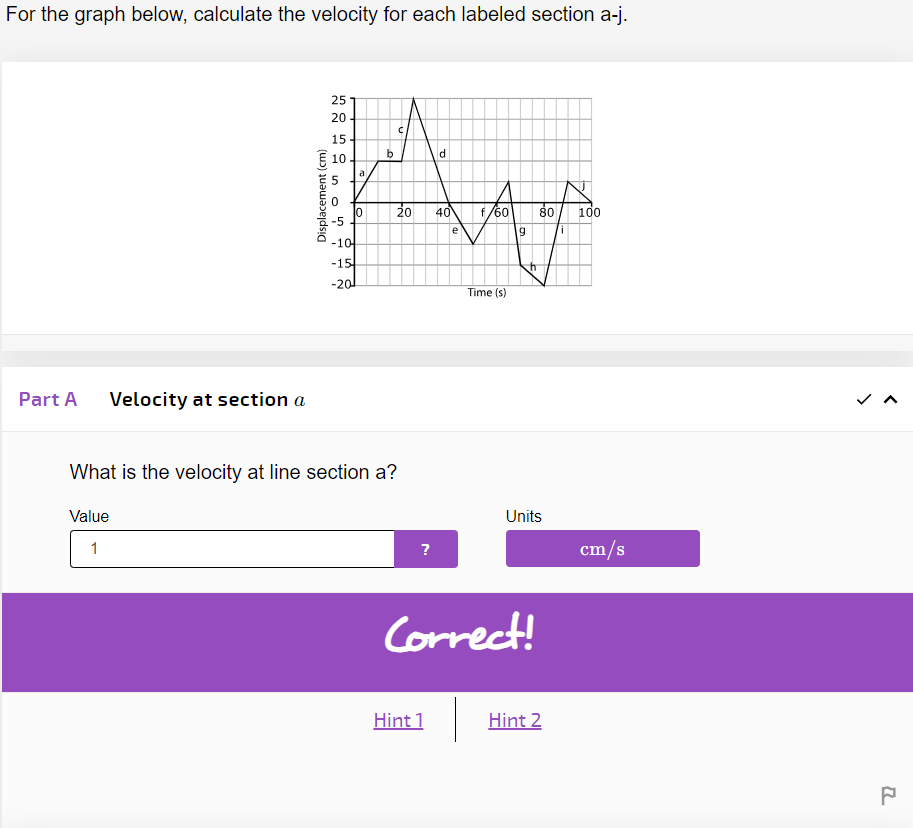 For the graph below, calculate the velocity for each labeled section a-j.
25
20
15
10
5
0
-5
-10
-15
-20
Displacement (cm)
a
b
c
d
e
f
g
h
i
j
0 20 40 60 80 100
Time (s)
Part A Velocity at section a
What is the velocity at line section a?
Value Units
1 ? cm/s
Correct!
Hint 1 Hint 2